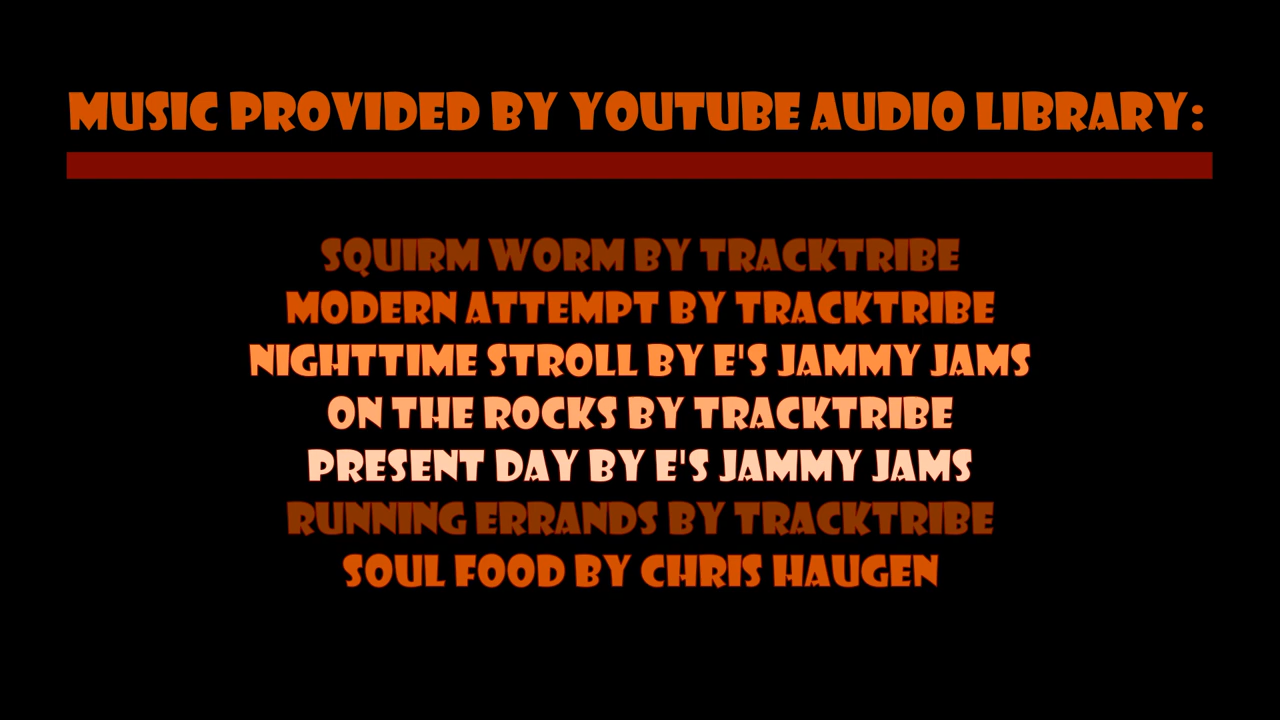 MUSIC PROVIDED BY YOUTUBE AUDIO LIBRARY:
SQUIRM WORM BY TRACKTRIBE
MODERN ATTEMPT BY TRACKTRIBE
NIGHTTIME STROLL BY E'S JAMMY JAMS
ON THE ROCKS BY TRACKTRIBE
PRESENT DAY BY E'S JAMMY JAMS
RUNNING ERRANDS BY TRACKTRIBE
SOUL FOOD BY CHRIS HAUGEN